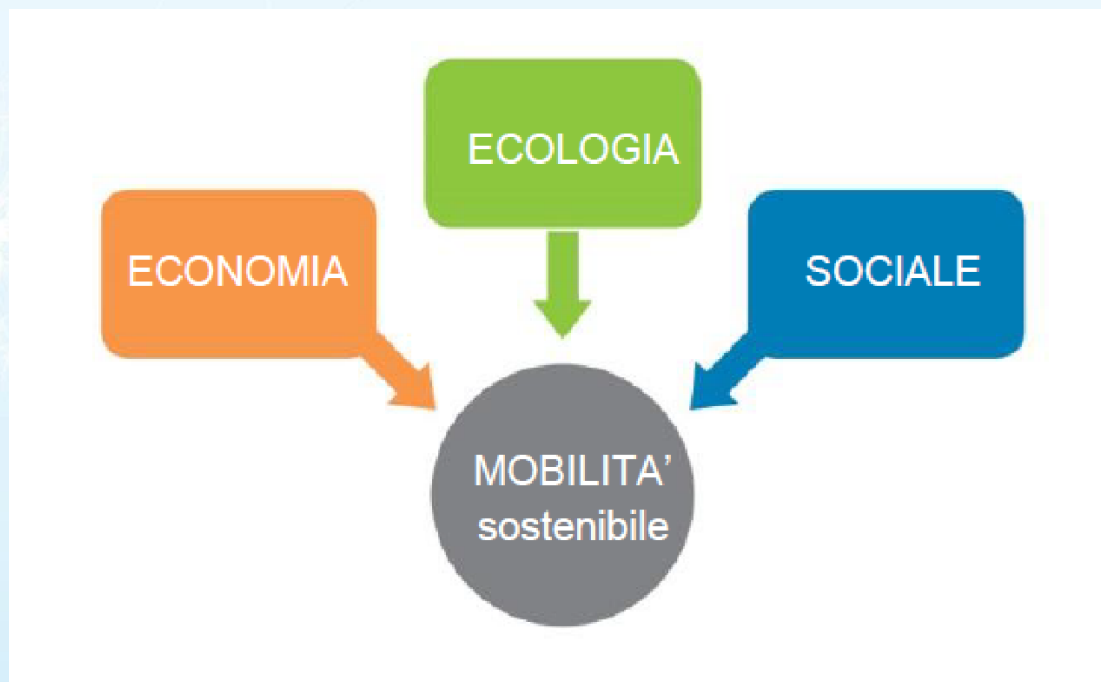 ECOLOGIA
ECONOMIA
SOCIALE
MOBILITA’
sostenibile